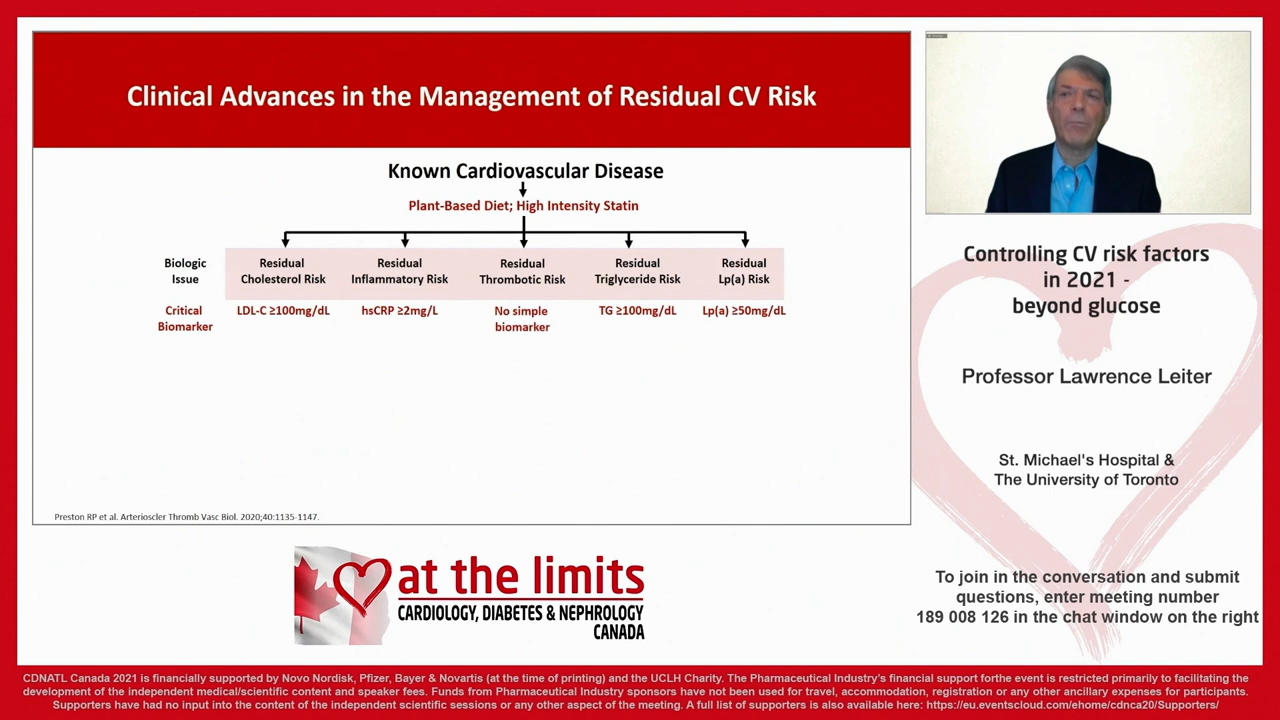 Clinical Advances in the Management of Residual CV Risk
Known Cardiovascular Disease
Plant-Based Diet; High Intensity Statin
Biologic
Issue
Residual
Cholesterol Risk
Residual
Inflammatory Risk
Residual
Thrombotic Risk
Residual
Triglyceride Risk
Residual
Lp(a) Risk
Critical
Biomarker
LDL-C ≥100mg/dL
hsCRP ≥2mg/L
No simple
biomarker
TG ≥100mg/dL
Lp(a) ≥50mg/dL
Preston RP et al. Arterioscler Thromb Vasc Biol. 2020;40:1135-1147.
Controlling CV risk factors
in 2021 -
beyond glucose
Professor Lawrence Leiter
St. Michael's Hospital &
The University of Toronto
To join in the conversation and submit
questions, enter meeting number
189 008 126 in the chat window on the right
at the limits
CARDIOLOGY, DIABETES & NEPHROLOGY
CANADA
CDNATL Canada 2021 is financially supported by Novo Nordisk, Pfizer, Bayer & Novartis (at the time of printing) and the UCLH Charity. The Pharmaceutical Industry's financial support forthe event is restricted primarily to facilitating the
development of the independent medical/scientific content and speaker fees. Funds from Pharmaceutical Industry sponsors have not been used for travel, accommodation, registration or any other ancillary expenses for participants.
Supporters have had no input into the content of the independent scientific sessions or any other aspect of the meeting. A full list of supporters is also available here: https://eu.eventscloud.com/ehome/cdnca20/Supporters/